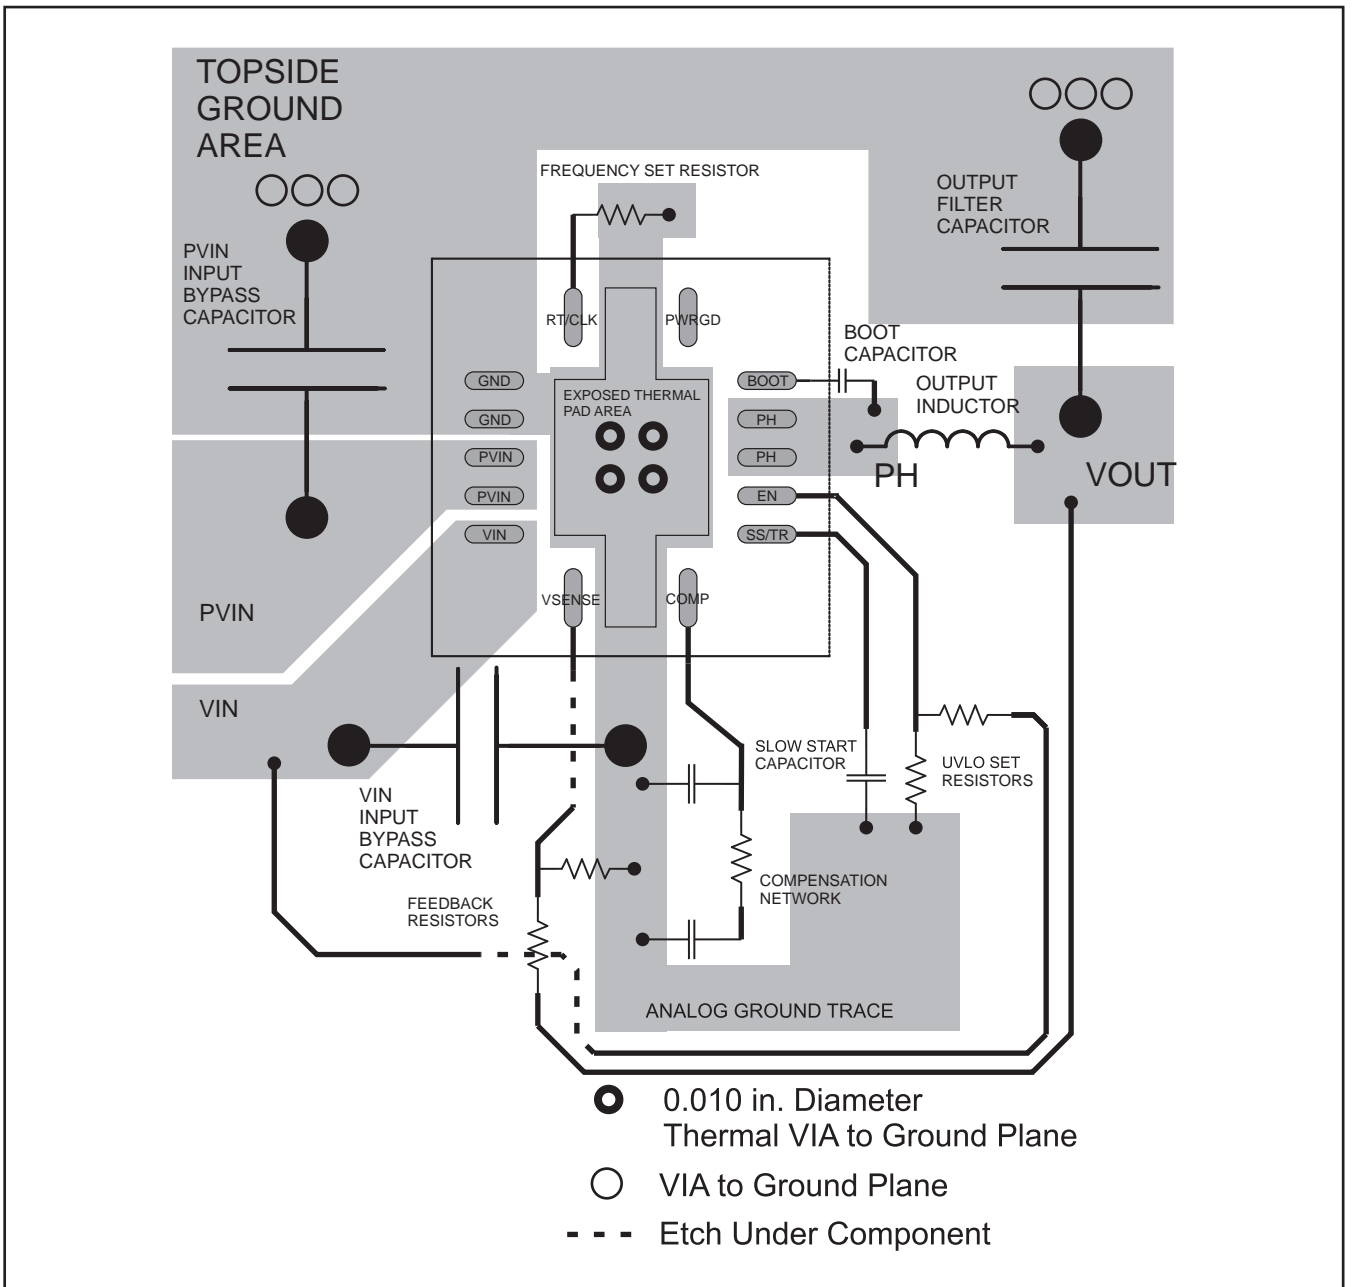 TOPSIDE
GROUND
AREA
FREQUENCY SET RESISTOR
OUTPUT
FILTER
CAPACITOR
PVIN
INPUT
BYPASS
CAPACITOR
RT/CLK
PWRGD
BOOT
CAPACITOR
GND
EXPOSED THERMAL
PAD AREA
BOOT
OUTPUT
INDUCTOR
GND
PH
PVIN
PH
PH
VOUT
PVIN
EN
VIN
SS/TR
VSENSE
COMP
PVIN
VIN
SLOW START
CAPACITOR
UVLO SET
RESISTORS
VIN
INPUT
BYPASS
CAPACITOR
COMPENSATION
NETWORK
FEEDBACK
RESISTORS
ANALOG GROUND TRACE
0.010 in. Diameter
Thermal VIA to Ground Plane
VIA to Ground Plane
Etch Under Component